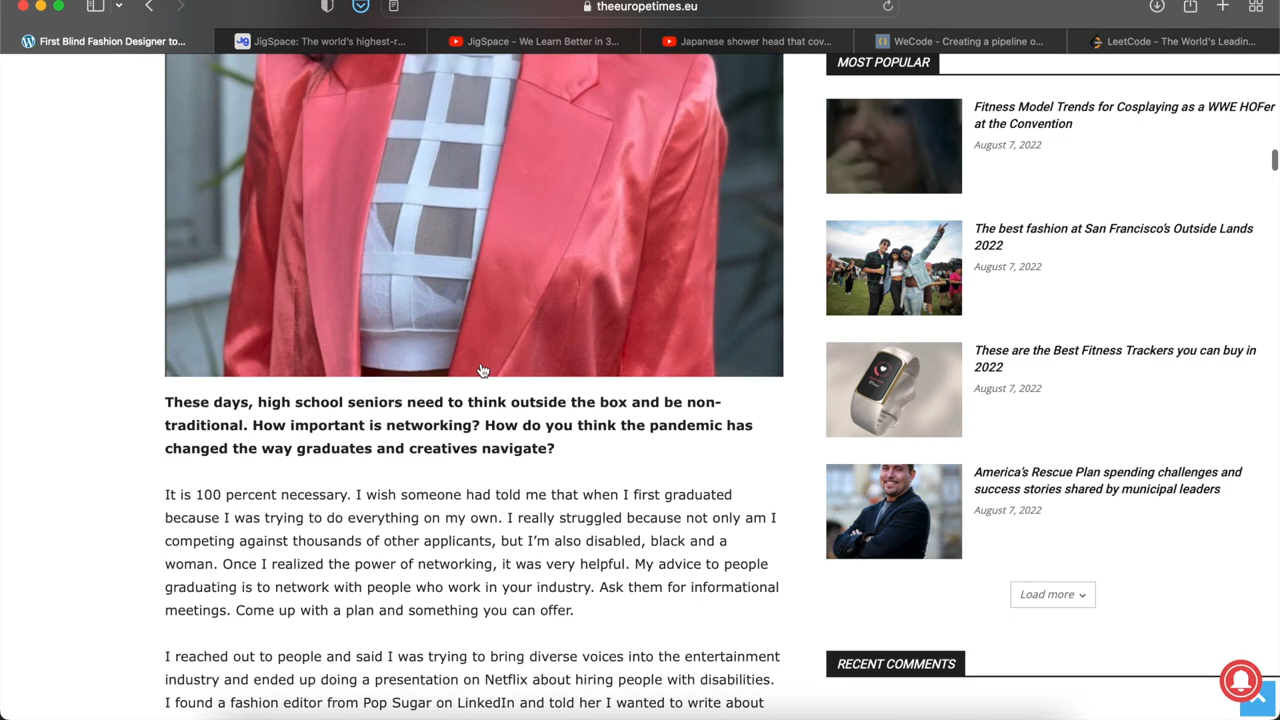 theeuropetimes.eu
First Blind Fashion Designer to...
JigSpace: The world's highest-r...
JigSpace - We Learn Better in 3...
Japanese shower head that cov...
WeCode - Creating a pipeline o...
LeetCode - The World's Leadin...
These days, high school seniors need to think outside the box and be non-
traditional. How important is networking? How do you think the pandemic has
changed the way graduates and creatives navigate?
It is 100 percent necessary. I wish someone had told me that when I first graduated
because I was trying to do everything on my own. I really struggled because not only am I
competing against thousands of other applicants, but I'm also disabled, black and a
woman. Once I realized the power of networking, it was very helpful. My advice to people
graduating is to network with people who work in your industry. Ask them for informational
meetings. Come up with a plan and something you can offer.
I reached out to people and said I was trying to bring diverse voices into the entertainment
industry and ended up doing a presentation on Netflix about hiring people with disabilities.
I found a fashion editor from Pop Sugar on LinkedIn and told her I wanted to write about
MOST POPULAR
Fitness Model Trends for Cosplaying as a WWE HOFer
at the Convention
August 7, 2022
The best fashion at San Francisco's Outside Lands
2022
August 7, 2022
These are the Best Fitness Trackers you can buy in
2022
August 7, 2022
America's Rescue Plan spending challenges and
success stories shared by municipal leaders
August 7, 2022
Load more
RECENT COMMENTS